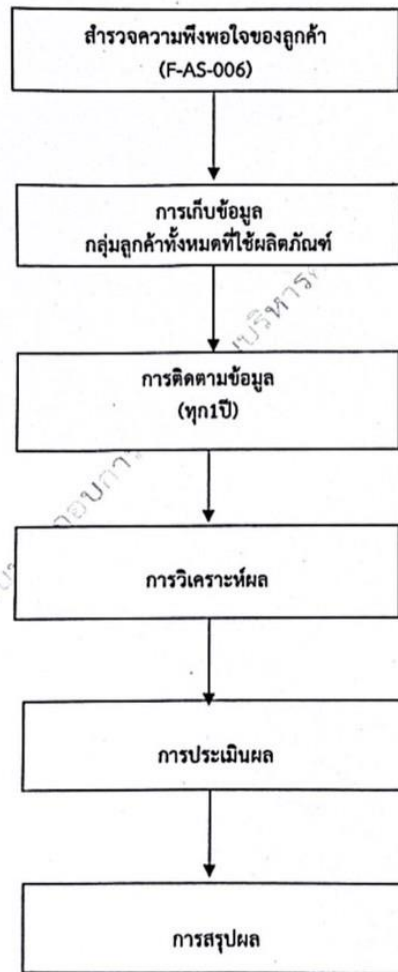 สำรวจความพึงพอใจของลูกค้า
(F-AS-006)
การเก็บข้อมูล
กลุ่มลูกค้าทั้งหมดที่ใช้ผลิตภัณฑ์
การติดตามข้อมูล
(ทุก1ปี)
การวิเคราะห์ผล
การประเมินผล
การสรุปผล